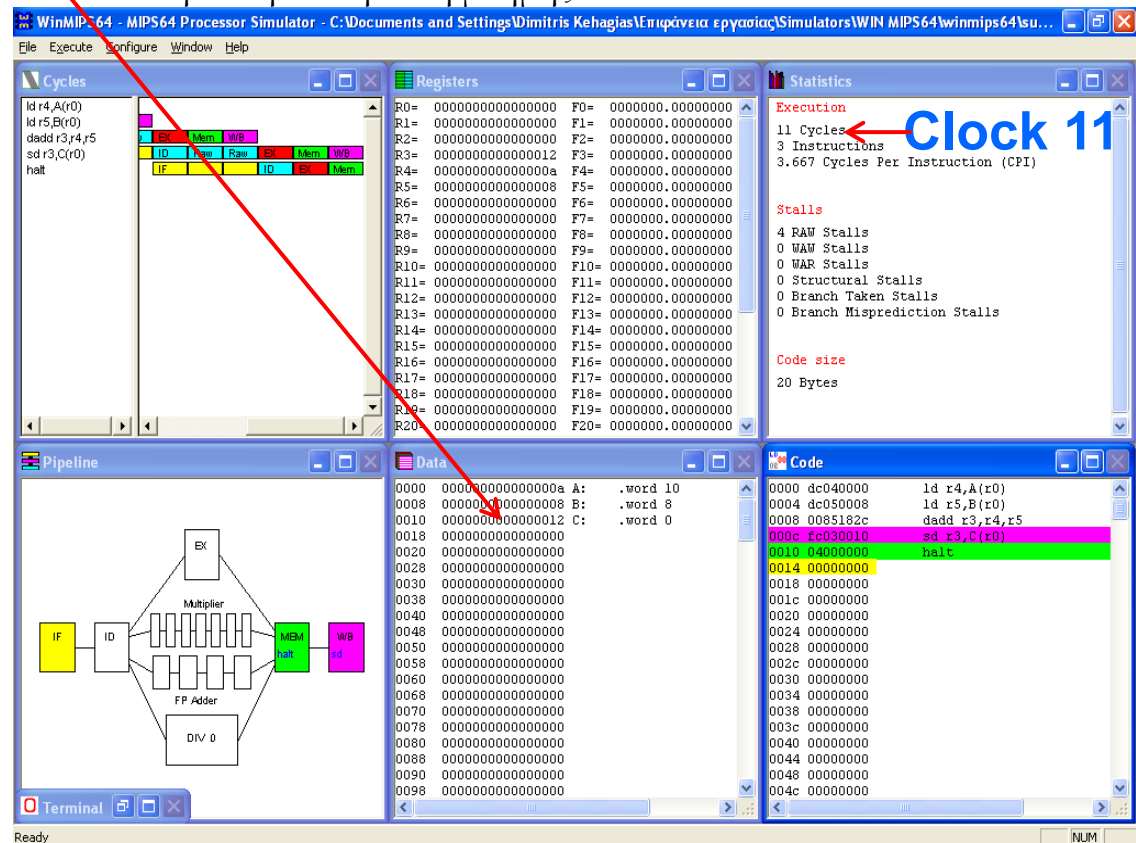 WinMIPS64 - MIPS64 Processor Simulator - C:\Documents and Settings\Dimitris Kehagias\Επιφάνεια εργασίας\Simulators\WIN MIPS64\winmips64\su...
File Execute Configure Window Help
Cycles
ld r4,A(r0)
ld r5,B(r0)
dadd r3,r4,r5 EX Mem WB
sd r3,C(r0) ID Raw Raw EX Mem WB
halt IF ID EX Mem
Registers
R0= 0000000000000000 F0= 0000000.00000000
R1= 0000000000000000 F1= 0000000.00000000
R2= 0000000000000000 F2= 0000000.00000000
R3= 0000000000000012 F3= 0000000.00000000
R4= 000000000000000a F4= 0000000.00000000
R5= 0000000000000008 F5= 0000000.00000000
R6= 0000000000000000 F6= 0000000.00000000
R7= 0000000000000000 F7= 0000000.00000000
R8= 0000000000000000 F8= 0000000.00000000
R9= 0000000000000000 F9= 0000000.00000000
R10= 0000000000000000 F10= 0000000.00000000
R11= 0000000000000000 F11= 0000000.00000000
R12= 0000000000000000 F12= 0000000.00000000
R13= 0000000000000000 F13= 0000000.00000000
R14= 0000000000000000 F14= 0000000.00000000
R15= 0000000000000000 F15= 0000000.00000000
R16= 0000000000000000 F16= 0000000.00000000
R17= 0000000000000000 F17= 0000000.00000000
R18= 0000000000000000 F18= 0000000.00000000
R19= 0000000000000000 F19= 0000000.00000000
R20= 0000000000000000 F20= 0000000.00000000
Statistics
Execution
11 Cycles
Clock 11
3 Instructions
3.667 Cycles Per Instruction (CPI)
Stalls
4 RAW Stalls
0 WAW Stalls
0 WAR Stalls
0 Structural Stalls
0 Branch Taken Stalls
0 Branch Misprediction Stalls
Code size
20 Bytes
Pipeline
EX
Multiplier
IF ID MEM WB
halt sd
FP Adder
DIV 0
Terminal
Data
0000 000000000000000a A: .word 10
0008 0000000000000008 B: .word 8
0010 0000000000000012 C: .word 0
0018 0000000000000000
0020 0000000000000000
0028 0000000000000000
0030 0000000000000000
0038 0000000000000000
0040 0000000000000000
0048 0000000000000000
0050 0000000000000000
0058 0000000000000000
0060 0000000000000000
0068 0000000000000000
0070 0000000000000000
0078 0000000000000000
0080 0000000000000000
0088 0000000000000000
0090 0000000000000000
0098 0000000000000000
Code
0000 dc040000 ld r4,A(r0)
0004 dc050008 ld r5,B(r0)
0008 0085182c dadd r3,r4,r5
000c fc030010 sd r3,C(r0)
0010 04000000 halt
0014 00000000
0018 00000000
001c 00000000
0020 00000000
0024 00000000
0028 00000000
002c 00000000
0030 00000000
0034 00000000
0038 00000000
003c 00000000
0040 00000000
0044 00000000
0048 00000000
004c 00000000
Ready
NUM